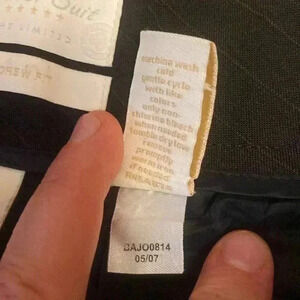 Suit
machine wash
cold
gentle cycle
with like
colors
only non-
chlorine bleach
when needed
tumble dry low
remove
promptly
warm iron
if needed
BAJO0814
05/07